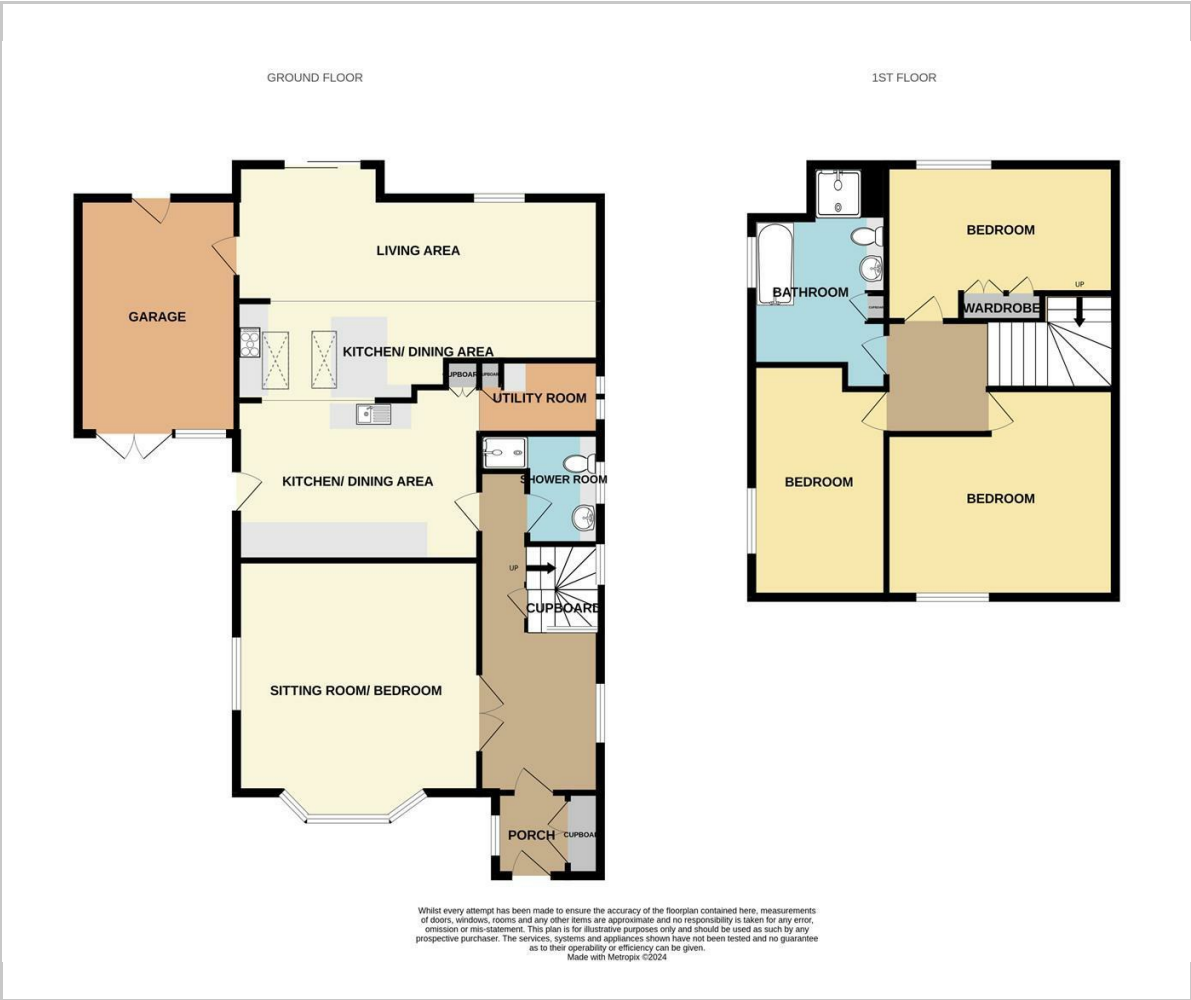 GROUND FLOOR
1ST FLOOR
LIVING AREA
GARAGE
KITCHEN/ DINING AREA
UPBOAR
CUPBOARD
UTILITY ROOM
KITCHEN/ DINING AREA
SHOWER ROOM
UP
CUPBOARD
SITTING ROOM/ BEDROOM
PORCH
CUPBOAR
BEDROOM
BATHROOM
UP
CUPBOARD
WARDROBE
BEDROOM
BEDROOM
Whilst every attempt has been made to ensure the accuracy of the floorplan contained here, measurements
of doors, windows, rooms and any other items are approximate and no responsibility is taken for any error,
omission or mis-statement. This plan is for illustrative purposes only and should be used as such by any
prospective purchaser. The services, systems and appliances shown have not been tested and no guarantee
as to their operability or efficiency can be given.
Made with Metropix ©2024